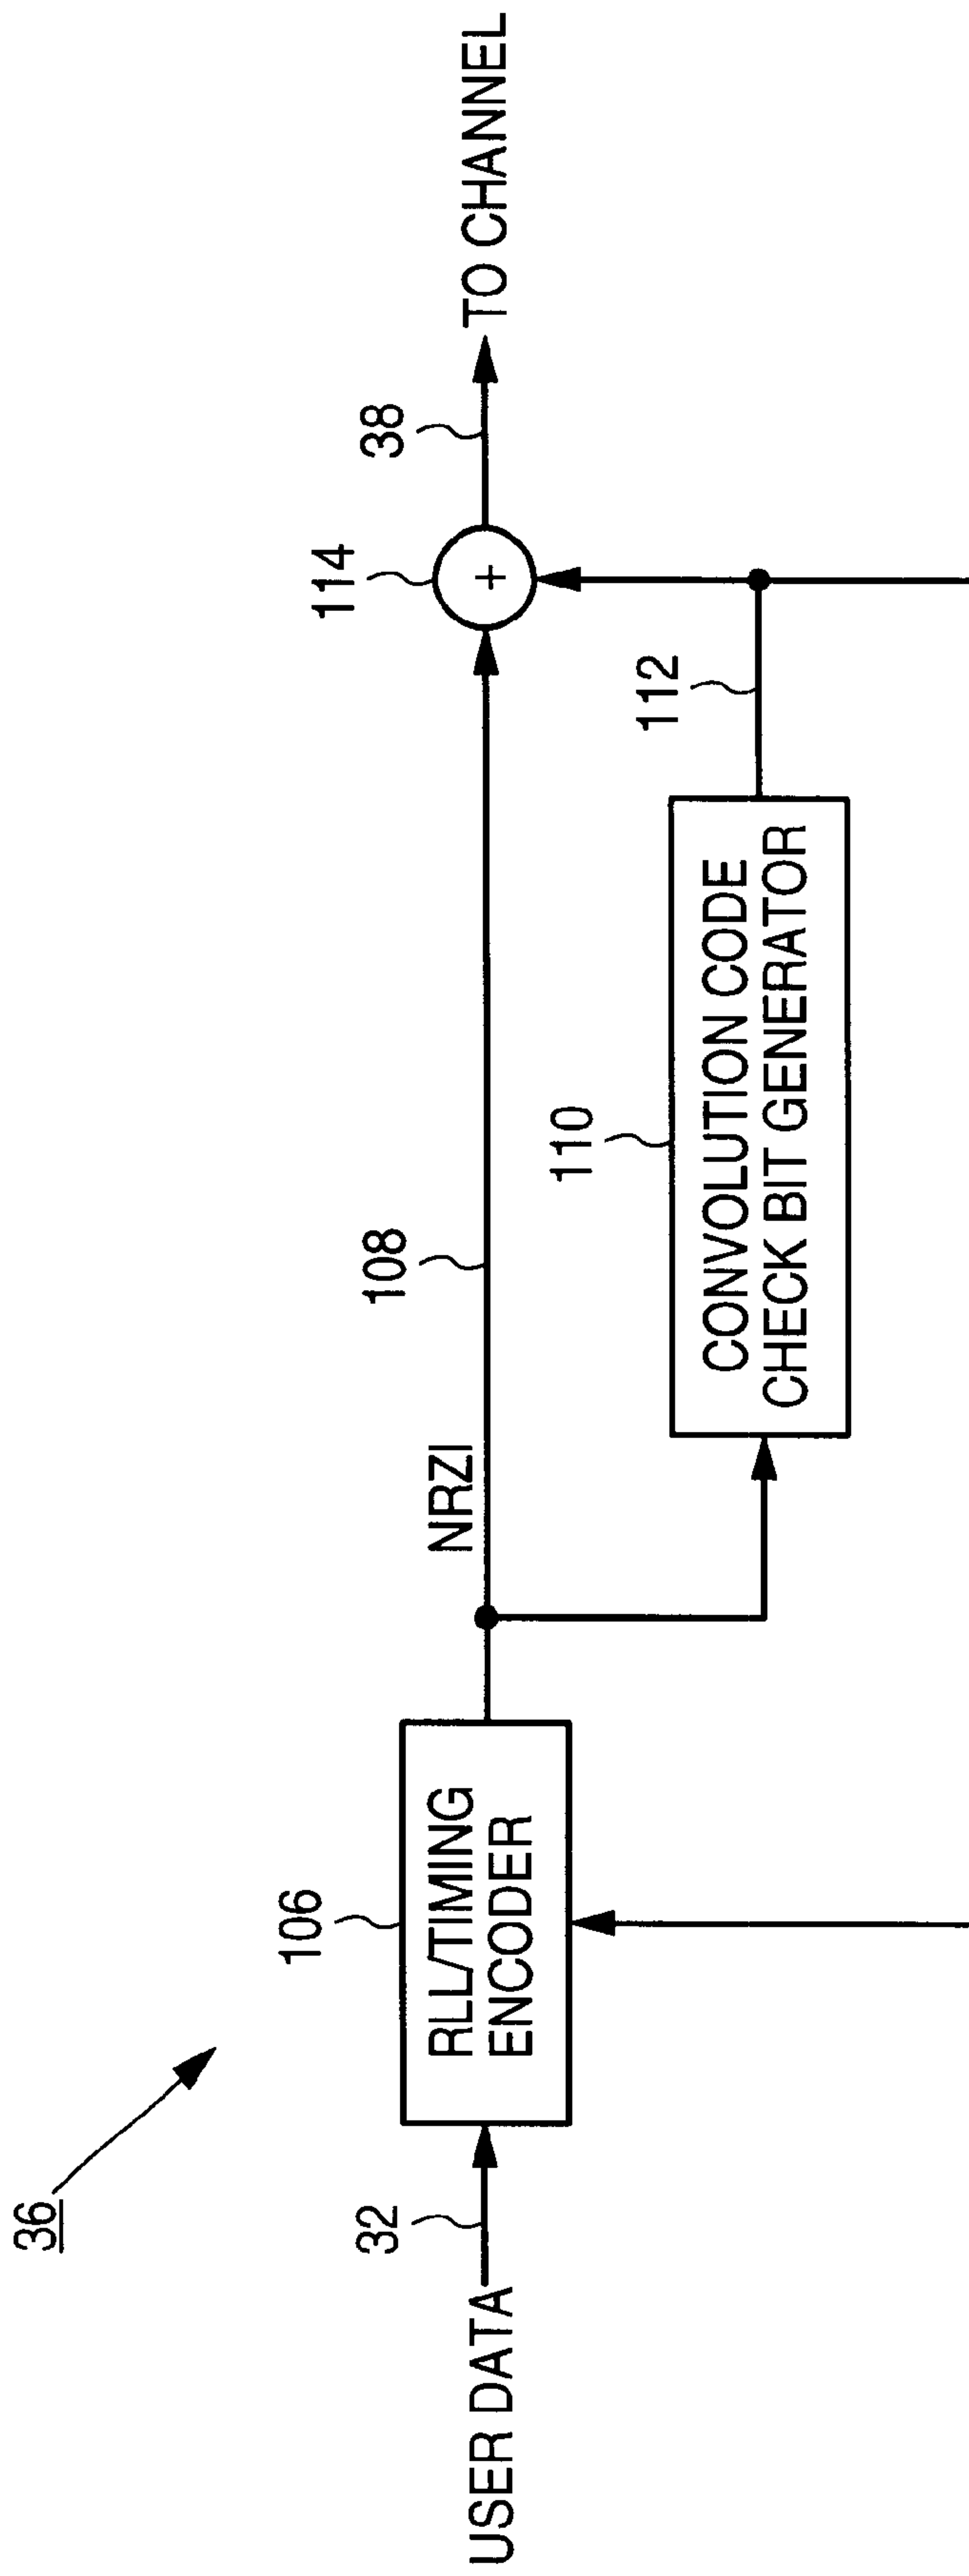 36
USER DATA
32
106
RLL/TIMING
ENCODER
NRZI
108
110
CONVOLUTION CODE
CHECK BIT GENERATOR
112
114
+
38
TO CHANNEL